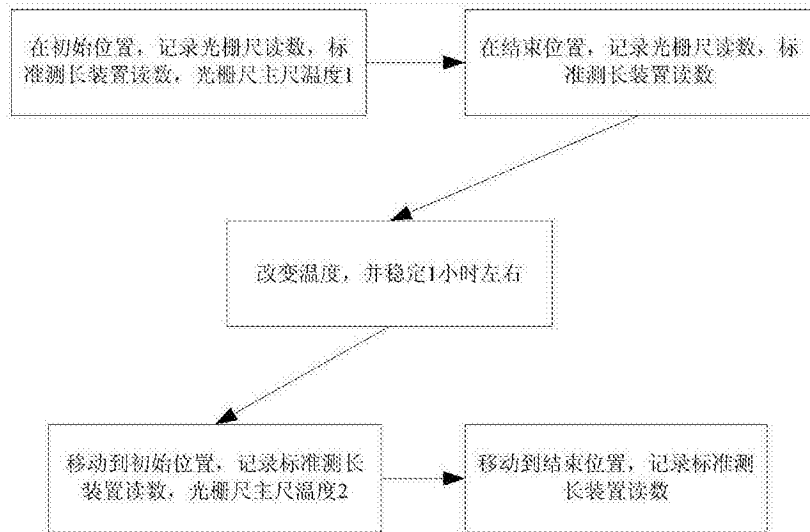 在初始位置，记录光栅尺读数，标
准测长装置读数，光栅尺主尺温度1
在结束位置，记录光栅尺读数，标
准测长装置读数
改变温度，并稳定1小时左右
移动到初始位置，记录标准测长
装置读数，光栅尺主尺温度2
移动到结束位置，记录标准测
长装置读数